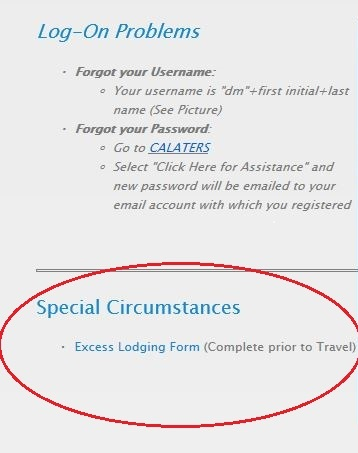 Log-On Problems
· Forgot your Username:
o Your username is "dm"+first initial+last
name (See Picture)
· Forgot your Password:
o Go to CALATERS
o Select "Click Here for Assistance" and
new password will be emailed to your
email account with which you registered
Special Circumstances
· Excess Lodging Form (Complete prior to Travel)